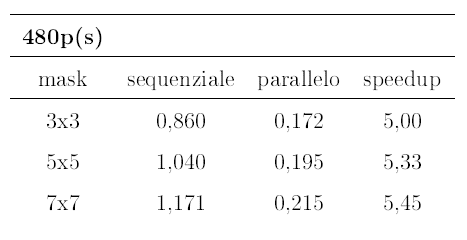 480p(s)
mask sequenziale parallelo speedup
3x3 0,860 0,172 5,00
5x5 1,040 0,195 5,33
7x7 1,171 0,215 5,45